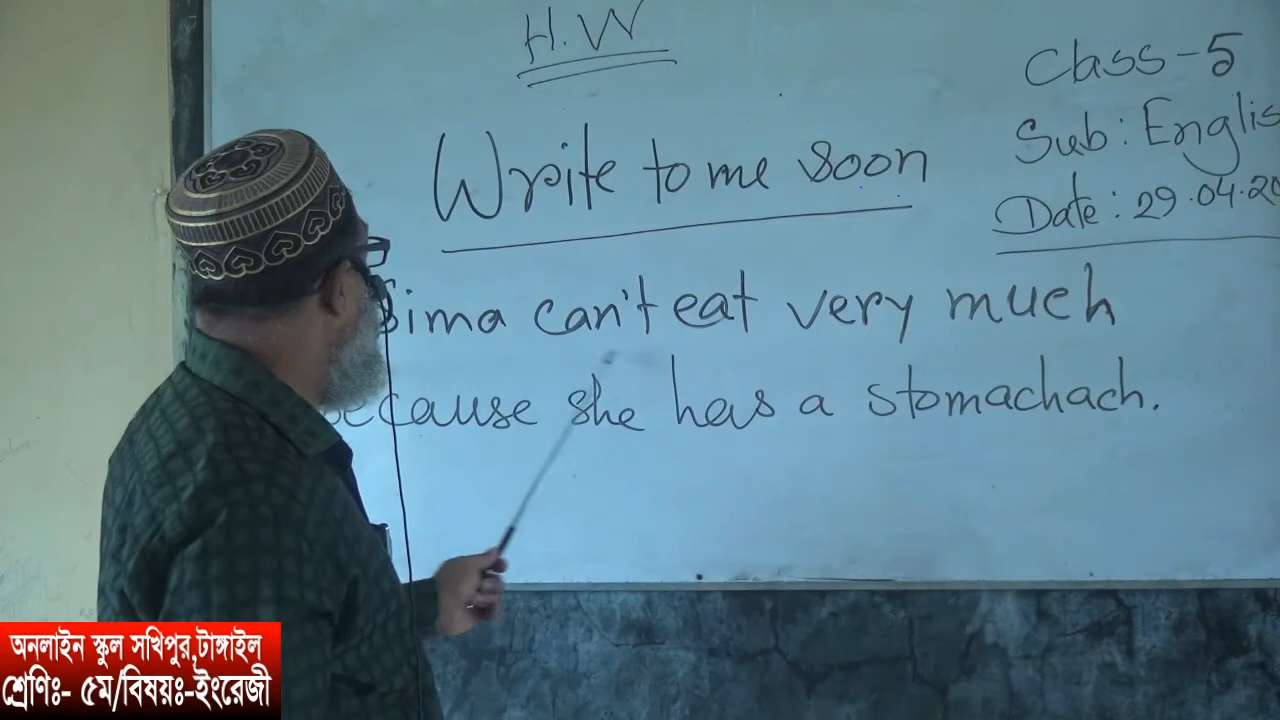 H.W
Class-5
Sub: Englis
Date: 29.04.20
Write to me soon
Sima can't eat very much
because she has a stomachach.
অনলাইন স্কুল সখিপুর,টাঙ্গাইল
শ্রেণিঃ- ৫ম/বিষয়ঃ-ইংরেজী